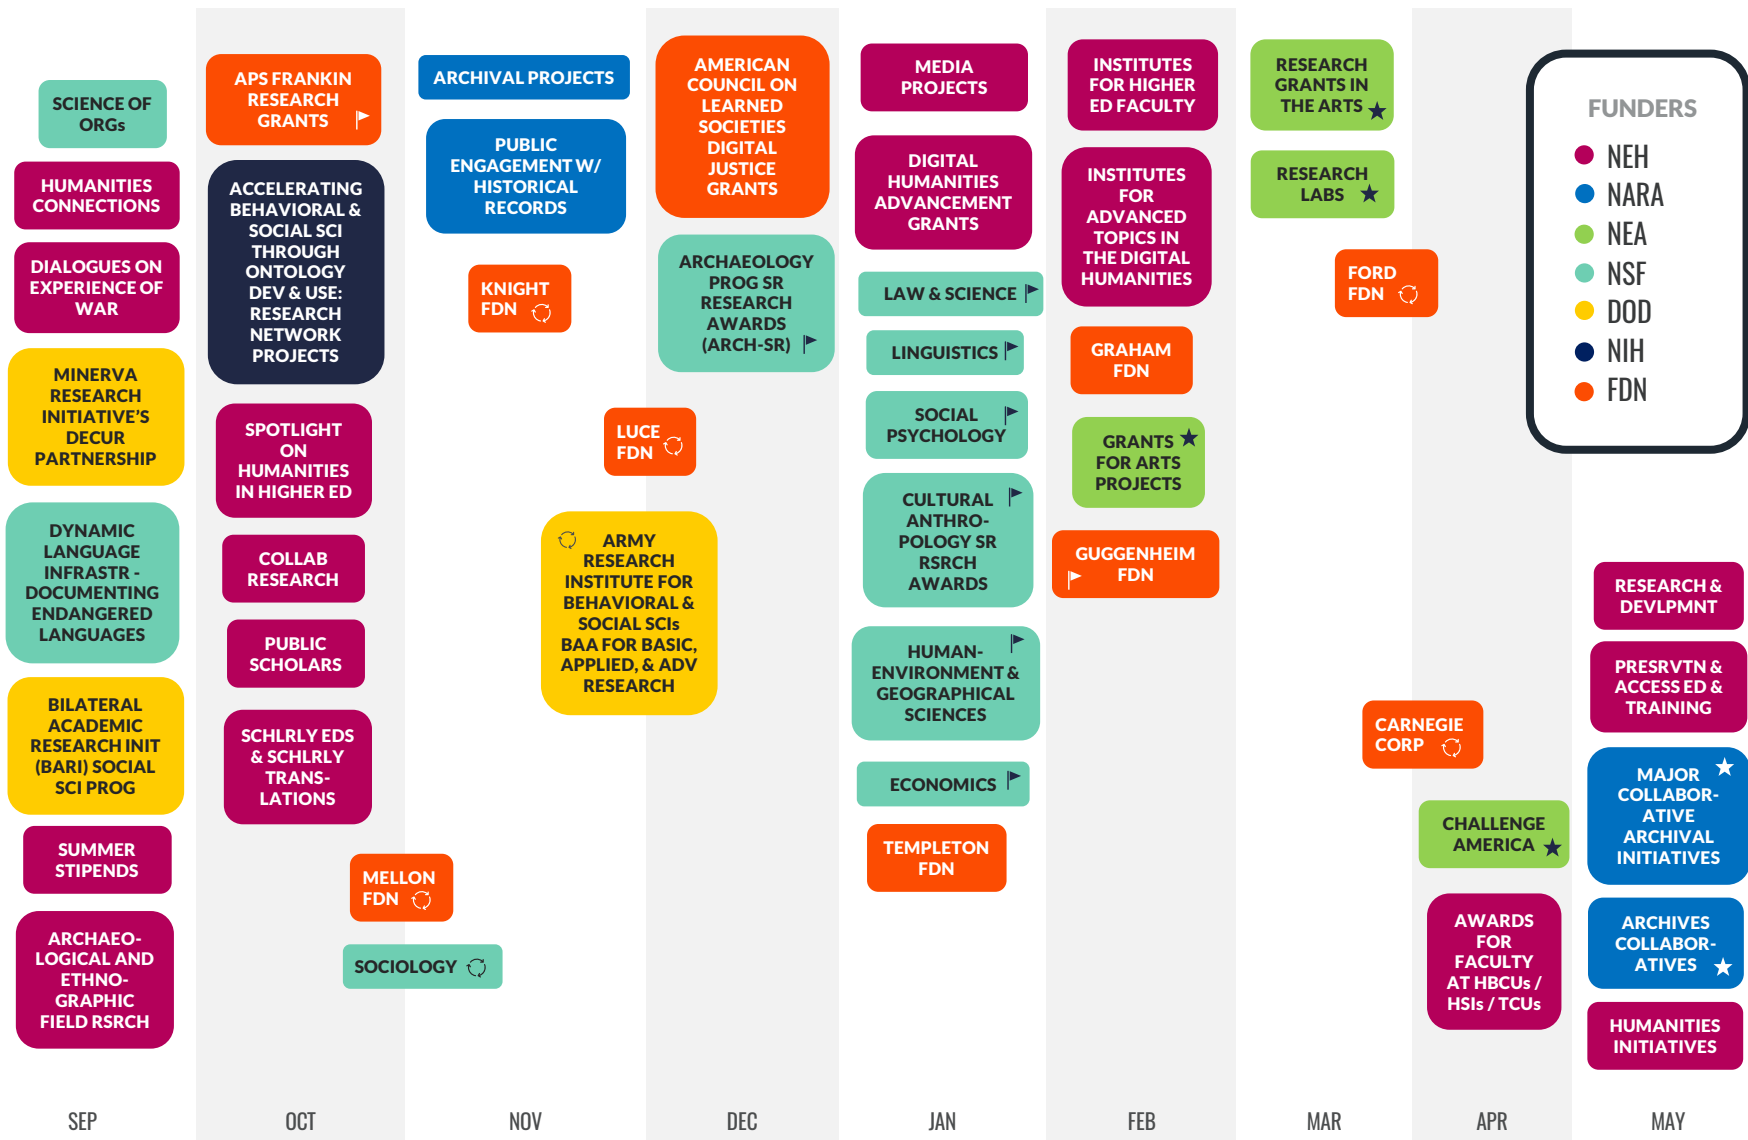 SCIENCE OF
ORGs
HUMANITIES
CONNECTIONS
DIALOGUES ON
EXPERIENCE OF
WAR
MINERVA
RESEARCH
INITIATIVE'S
DECUR
PARTNERSHIP
DYNAMIC
LANGUAGE
INFRASTR -
DOCUMENTING
ENDANGERED
LANGUAGES
BILATERAL
ACADEMIC
RESEARCH INIT
(BARI) SOCIAL
SCI PROG
SUMMER
STIPENDS
ARCHAEO-
LOGICAL AND
ETHNO-
GRAPHIC
FIELD RSRCH
APS FRANKIN
RESEARCH
GRANTS
ACCELERATING
BEHAVIORAL &
SOCIAL SCI
THROUGH
ONTOLOGY
DEV & USE:
RESEARCH
NETWORK
PROJECTS
SPOTLIGHT
ON
HUMANITIES
IN HIGHER ED
COLLAB
RESEARCH
PUBLIC
SCHOLARS
SCHLRLY EDS
& SCHLRLY
TRANS-
LATIONS
MELLON
FDN
SOCIOLOGY
ARCHIVAL PROJECTS
PUBLIC
ENGAGEMENT W/
HISTORICAL
RECORDS
KNIGHT
FDN
LUCE
FDN
ARMY
RESEARCH
INSTITUTE FOR
BEHAVIORAL &
SOCIAL SCIs
BAA FOR BASIC,
APPLIED, & ADV
RESEARCH
AMERICAN
COUNCIL ON
LEARNED
SOCIETIES
DIGITAL
JUSTICE
GRANTS
ARCHAEOLOGY
PROG SR
RESEARCH
AWARDS
(ARCH-SR)
MEDIA
PROJECTS
DIGITAL
HUMANITIES
ADVANCEMENT
GRANTS
LAW & SCIENCE
LINGUISTICS
SOCIAL
PSYCHOLOGY
CULTURAL
ANTHRO-
POLOGY SR
RSRCH
AWARDS
HUMAN-
ENVIRONMENT &
GEOGRAPHICAL
SCIENCES
ECONOMICS
TEMPLETON
FDN
INSTITUTES
FOR HIGHER
ED FACULTY
INSTITUTES
FOR
ADVANCED
TOPICS IN
THE DIGITAL
HUMANITIES
GRAHAM
FDN
GRANTS
FOR ARTS
PROJECTS
GUGGENHEIM
FDN
RESEARCH
GRANTS IN
THE ARTS
RESEARCH
LABS
FORD
FDN
CARNEGIE
CORP
CHALLENGE
AMERICA
AWARDS
FOR
FACULTY
AT HBCUs /
HSIs / TCUs
FUNDERS
NEH
NARA
NEA
NSF
DOD
NIH
FDN
RESEARCH &
DEVLPMNT
PRESRVTN &
ACCESS ED &
TRAINING
MAJOR
COLLABOR-
ATIVE
ARCHIVAL
INITIATIVES
ARCHIVES
COLLABOR-
ATIVES
HUMANITIES
INITIATIVES
SEP
OCT
NOV
DEC
JAN
FEB
MAR
APR
MAY